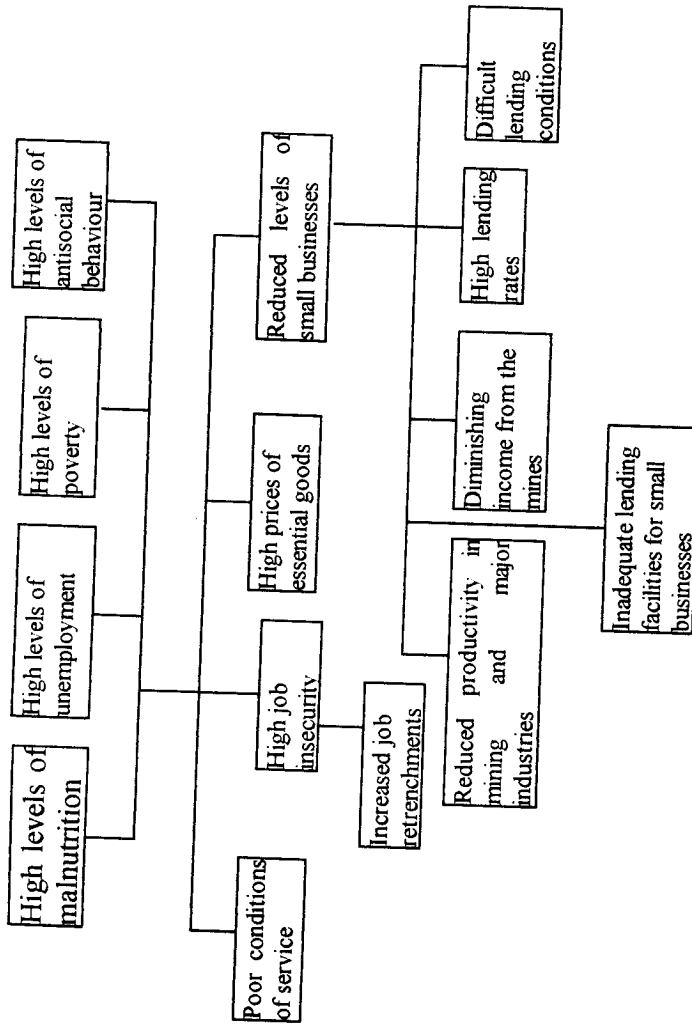 High levels of
malnutrition
High levels of
unemployment
High levels of
poverty
High levels of
antisocial
behaviour
Poor conditions
of service
High job
insecurity
High prices of
essential goods
Reduced levels of
small businesses
Increased job
retrenchments
Reduced productivity in
mining and major
industries
Diminishing
income from the
mines
High lending
rates
Difficult
lending
conditions
Inadequate lending
facilities for small
businesses